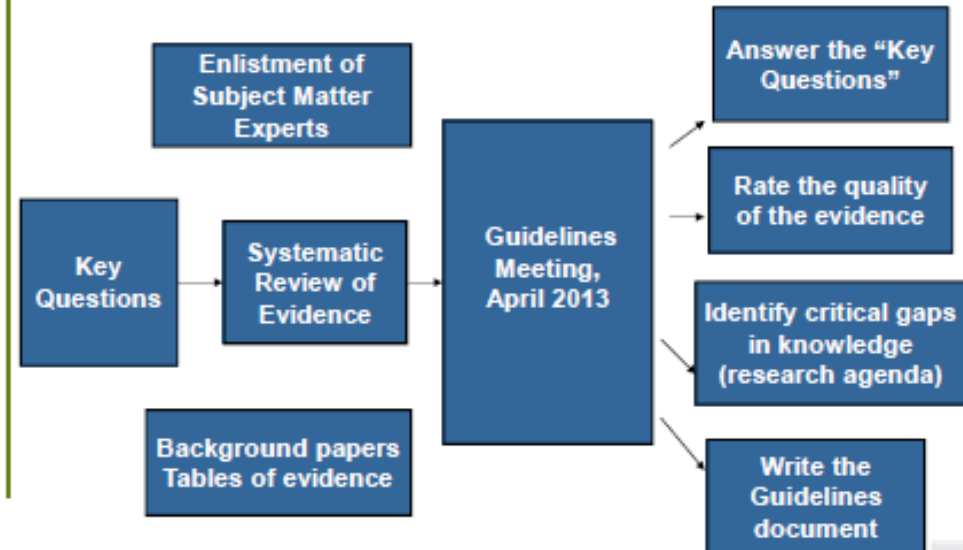 Enlistment of
Subject Matter
Experts
Key
Questions
Systematic
Review of
Evidence
Background papers
Tables of evidence
Guidelines
Meeting,
April 2013
Answer the “Key
Questions”
Rate the quality
of the evidence
Identify critical gaps
in knowledge
(research agenda)
Write the
Guidelines
document